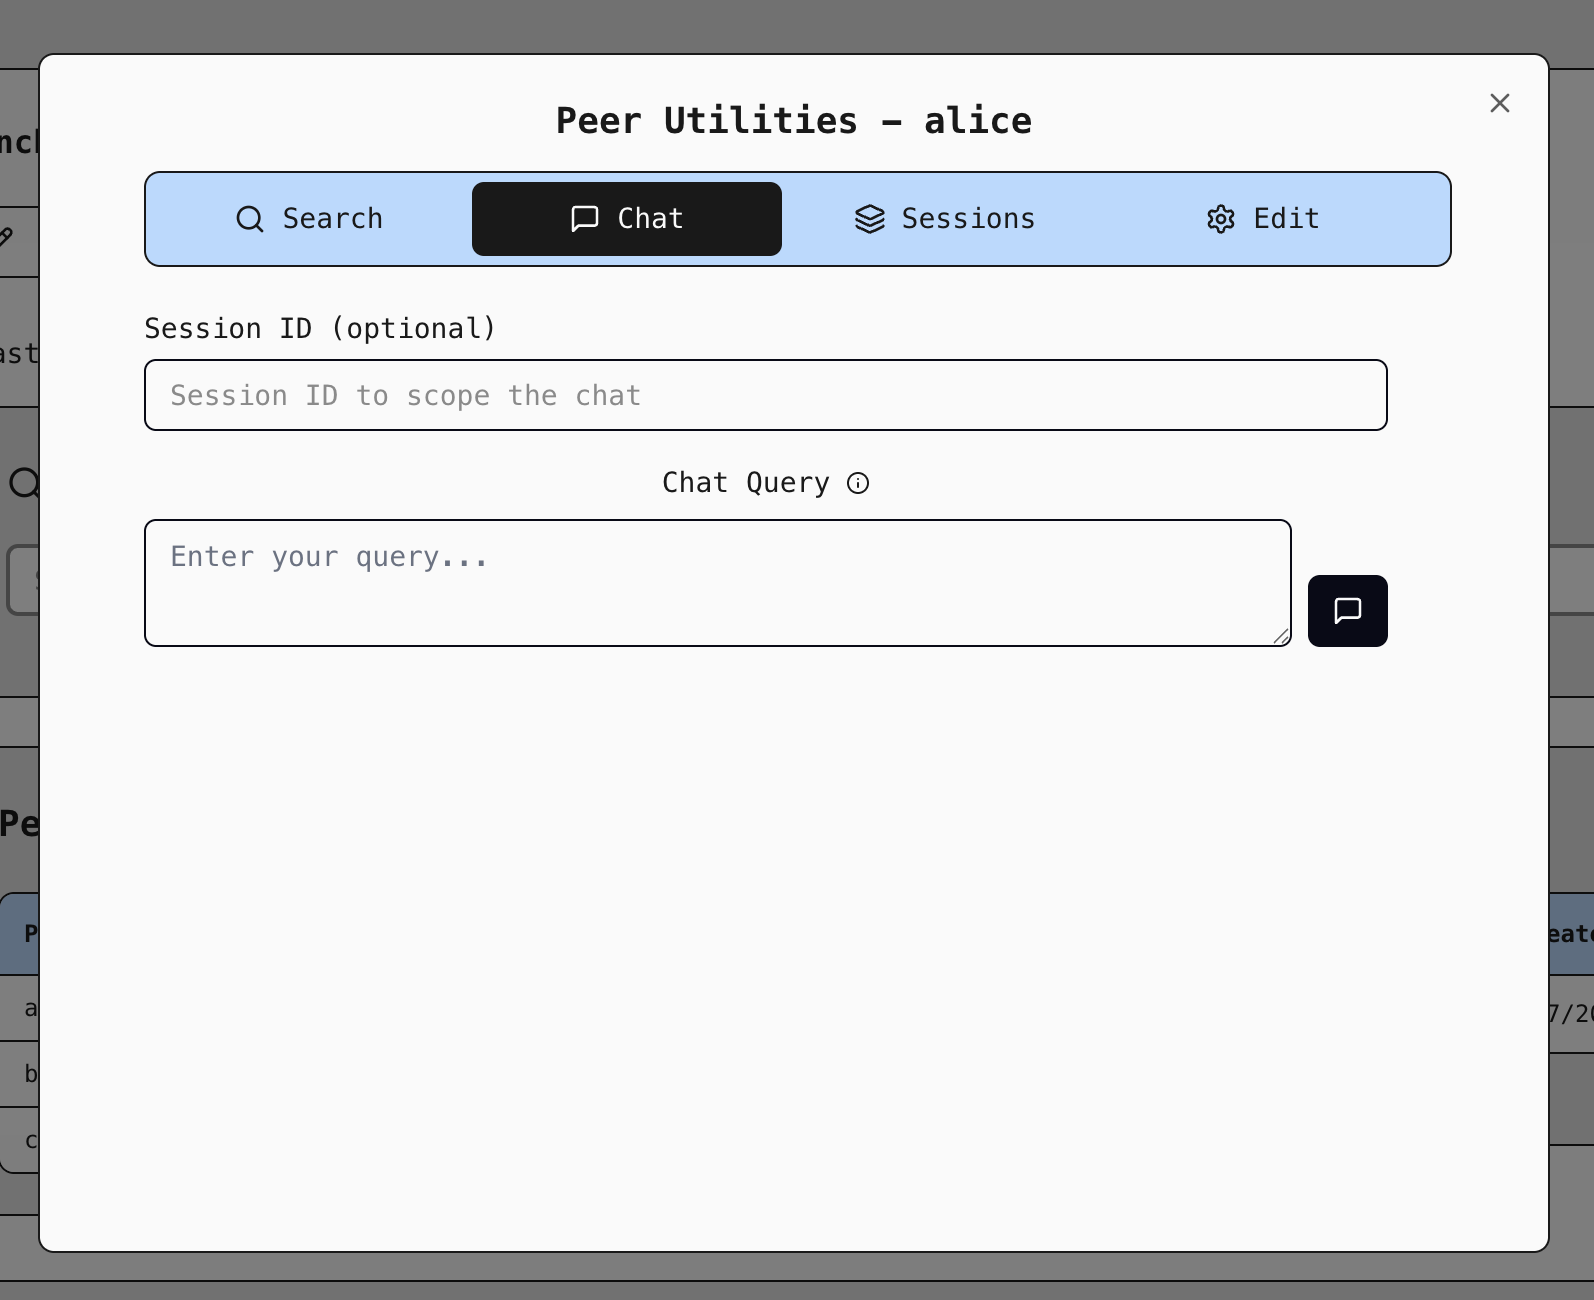 Peer Utilities – alice
Search
Chat
Sessions
Edit
Session ID (optional)
Session ID to scope the chat
Chat Query
Enter your query...